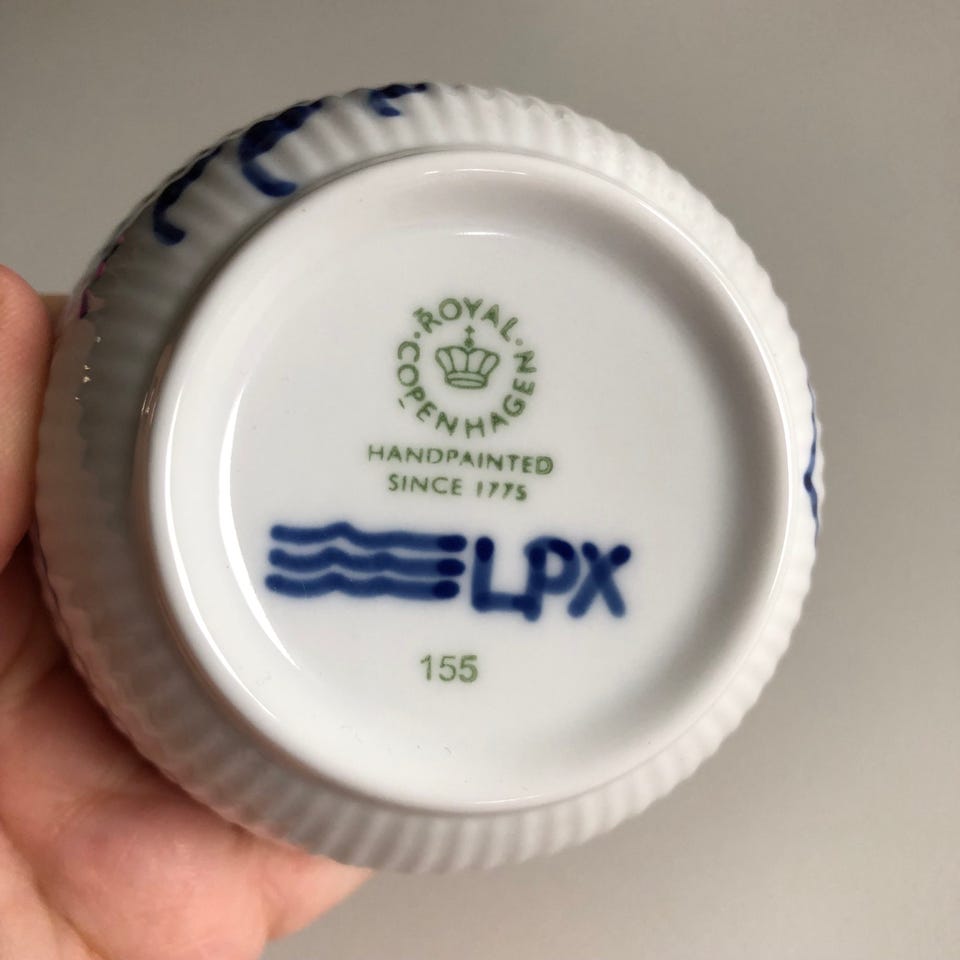 ROYAL · COPENHAGEN ·
HANDPAINTED
SINCE 1775
LPX
155